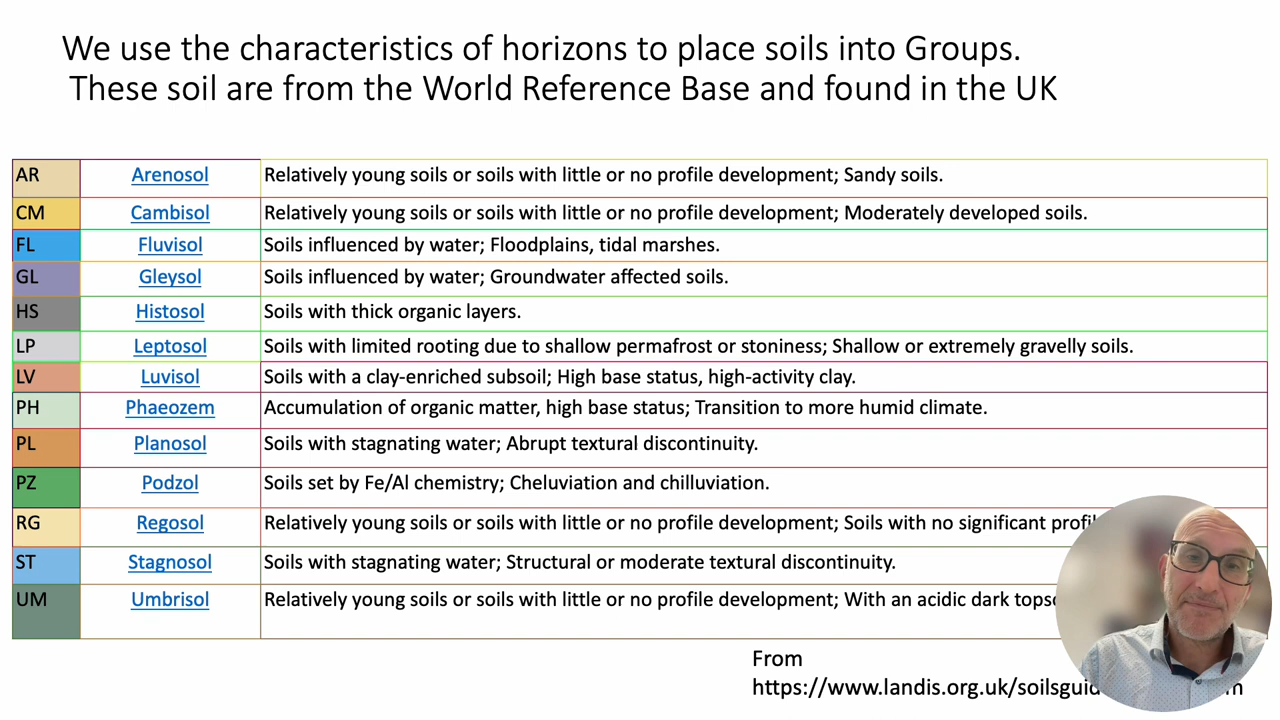 We use the characteristics of horizons to place soils into Groups.
These soil are from the World Reference Base and found in the UK
AR Arenosol Relatively young soils or soils with little or no profile development; Sandy soils.
CM Cambisol Relatively young soils or soils with little or no profile development; Moderately developed soils.
FL Fluvisol Soils influenced by water; Floodplains, tidal marshes.
GL Gleysol Soils influenced by water; Groundwater affected soils.
HS Histosol Soils with thick organic layers.
LP Leptosol Soils with limited rooting due to shallow permafrost or stoniness; Shallow or extremely gravelly soils.
LV Luvisol Soils with a clay-enriched subsoil; High base status, high-activity clay.
PH Phaeozem Accumulation of organic matter, high base status; Transition to more humid climate.
PL Planosol Soils with stagnating water; Abrupt textural discontinuity.
PZ Podzol Soils set by Fe/Al chemistry; Cheluviation and chilluviation.
RG Regosol Relatively young soils or soils with little or no profile development; Soils with no significant
ST Stagnosol Soils with stagnating water; Structural or moderate textural discontinuity.
UM Umbrisol Relatively young soils or soils with little or no profile development; With an acidic dark
From
https://www.landis.org.uk/soilsguid